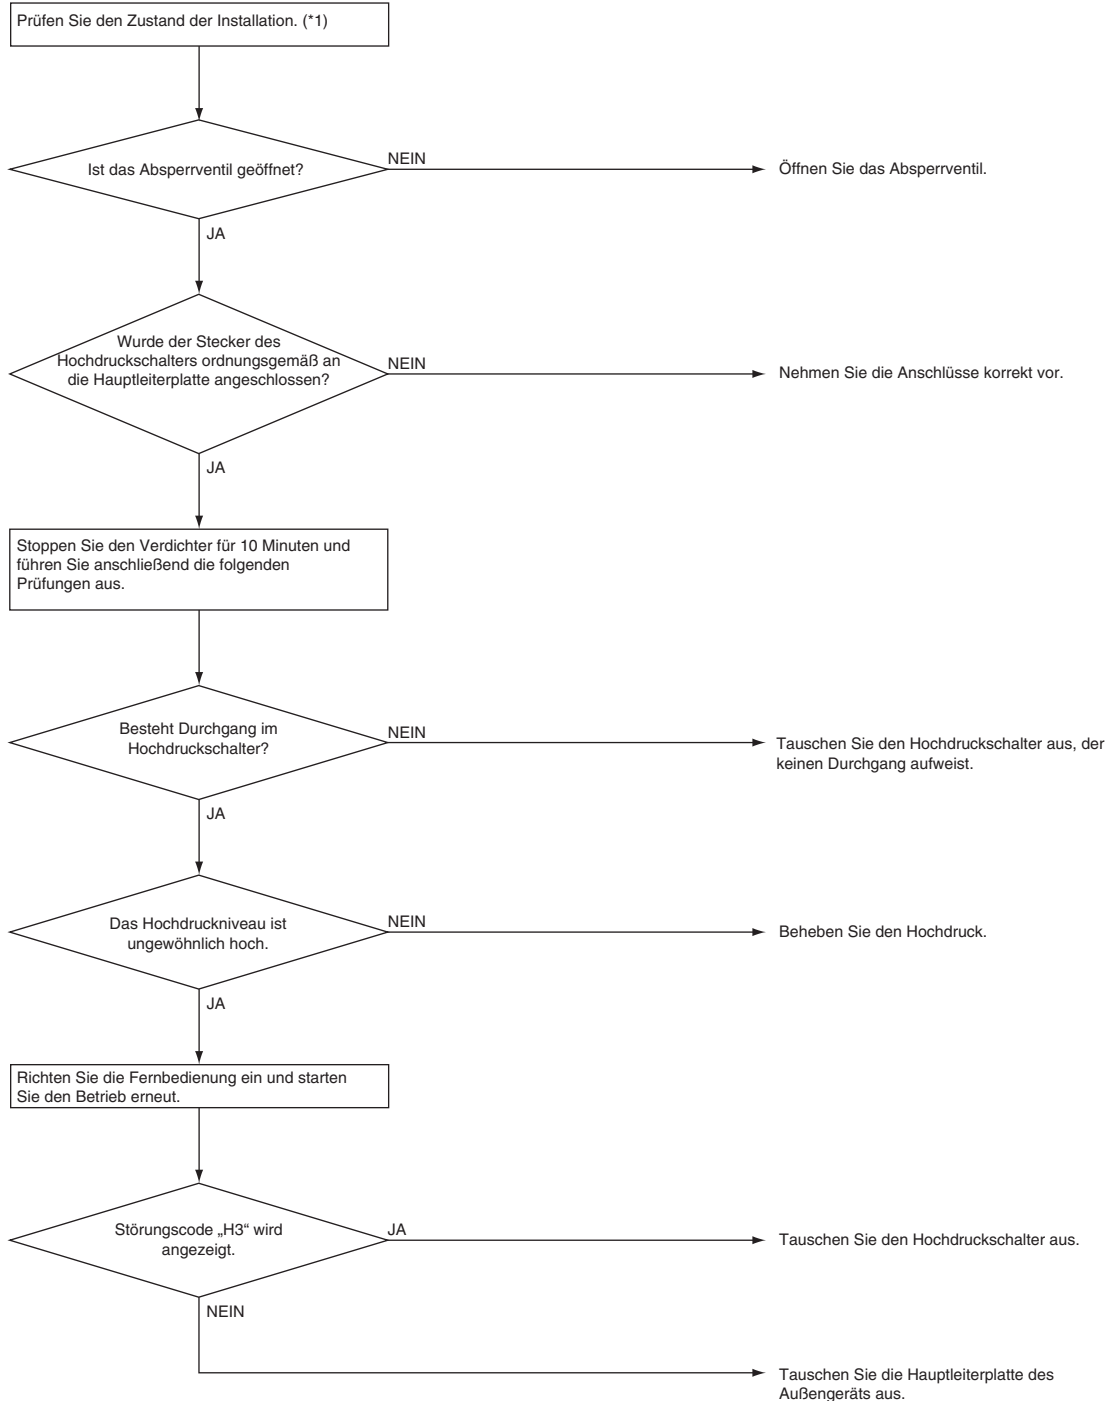 Prüfen Sie den Zustand der Installation. (*1)
Ist das Absperrventil geöffnet?
NEIN
Öffnen Sie das Absperrventil.
JA
Wurde der Stecker des
Hochdruckschalters ordnungsgemäß an
die Hauptleiterplatte angeschlossen?
NEIN
Nehmen Sie die Anschlüsse korrekt vor.
JA
Stoppen Sie den Verdichter für 10 Minuten und
führen Sie anschließend die folgenden
Prüfungen aus.
Besteht Durchgang im
Hochdruckschalter?
NEIN
Tauschen Sie den Hochdruckschalter aus, der
keinen Durchgang aufweist.
JA
Das Hochdruckniveau ist
ungewöhnlich hoch.
NEIN
Beheben Sie den Hochdruck.
JA
Richten Sie die Fernbedienung ein und starten
Sie den Betrieb erneut.
Störungscode „H3“ wird
angezeigt.
JA
Tauschen Sie den Hochdruckschalter aus.
NEIN
Tauschen Sie die Hauptleiterplatte des
Außengeräts aus.